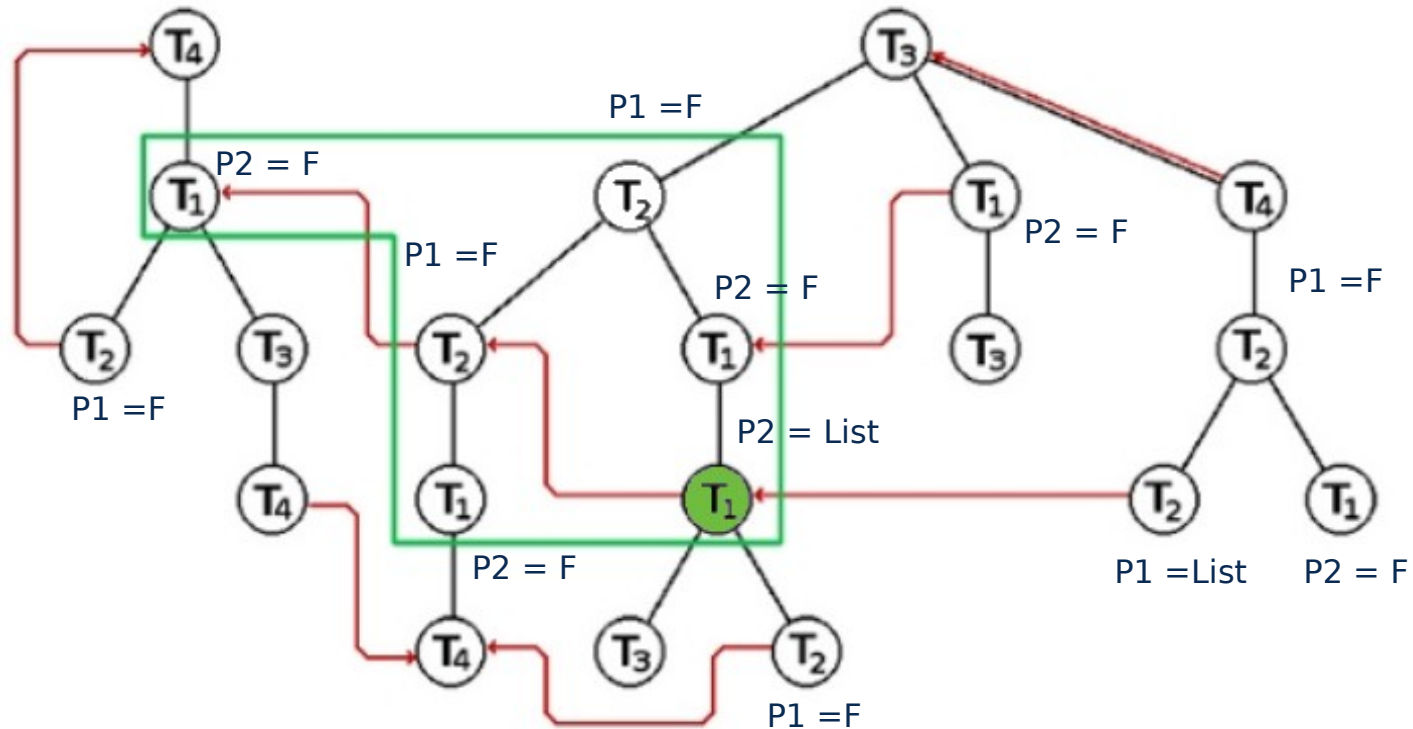 T4
T3
P1 =F
P2 = F
T1
T2
T1
T4
P2 = F
P1 =F
P1 =F
P2 = F
T2
T3
T2
T1
T3
T2
P1 =F
P2 = List
T4
T1
T1
T2
T1
P2 = F
P1 =List
P2 = F
T4
T3
T2
P1 =F